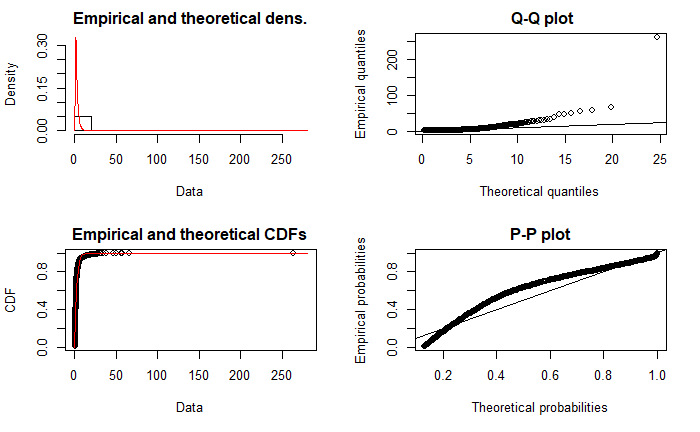 Empirical and theoretical dens.
Density
0.00 0.15 0.30
0 50 100 150 200 250
Data
Q-Q plot
Empirical quantiles
0 100 200
0 5 10 15 20 25
Theoretical quantiles
Empirical and theoretical CDFs
CDF
0.0 0.4 0.8
0 50 100 150 200 250
Data
P-P plot
Empirical probabilities
0.0 0.4 0.8
0.2 0.4 0.6 0.8 1.0
Theoretical probabilities